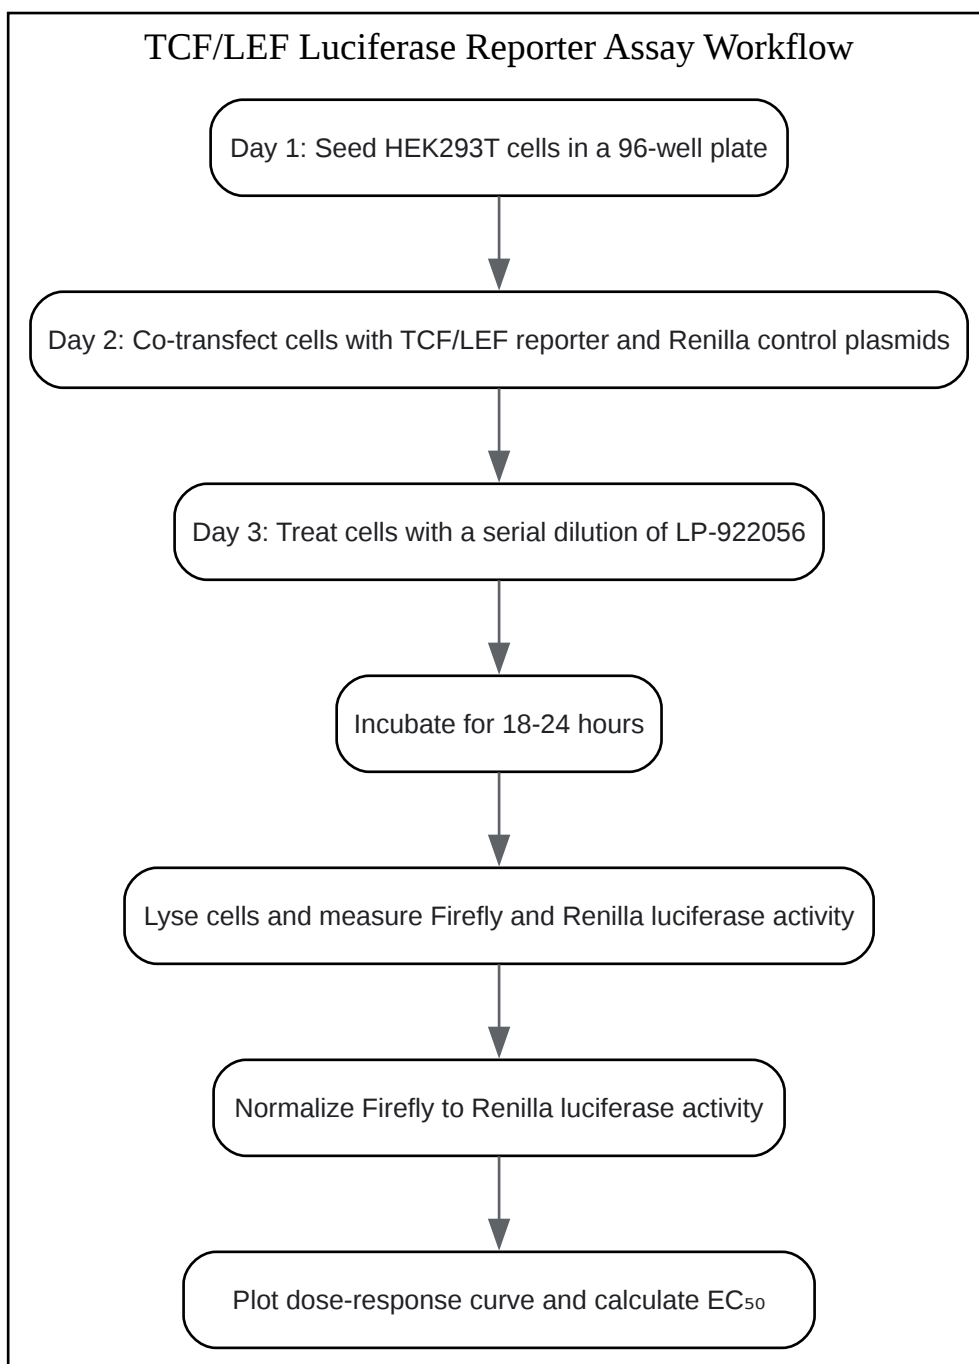 TCF/LEF Luciferase Reporter Assay Workflow
Day 1: Seed HEK293T cells in a 96-well plate
Day 2: Co-transfect cells with TCF/LEF reporter and Renilla control plasmids
Day 3: Treat cells with a serial dilution of LP-922056
Incubate for 18-24 hours
Lyse cells and measure Firefly and Renilla luciferase activity
Normalize Firefly to Renilla luciferase activity
Plot dose-response curve and calculate EC₅₀